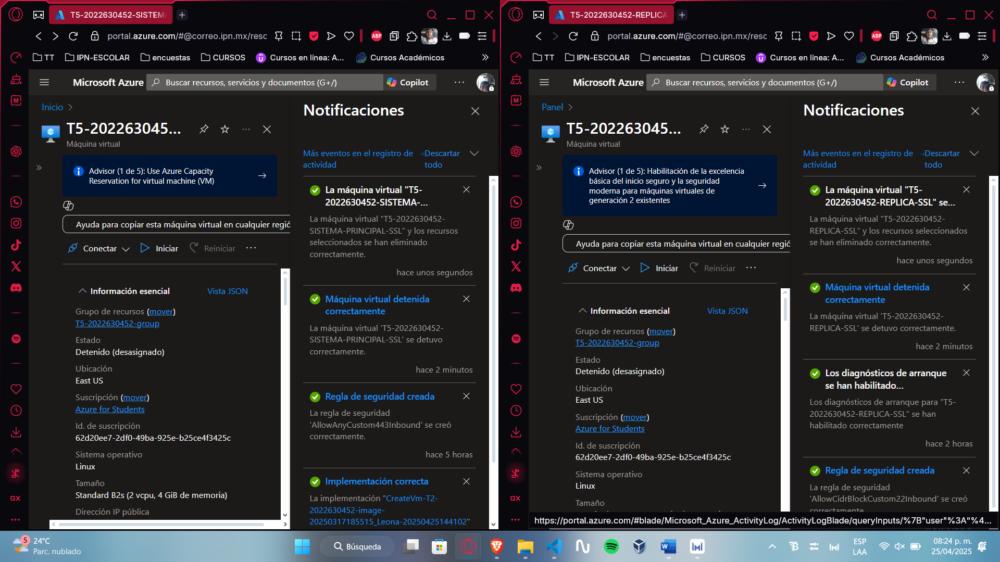 T5-2022630452-SISTEM
portal.azure.com/#@correo.ipn.mx/resc
ABP
TT
IPN-ESCOLAR
encuestas
CURSOS
Cursos en línea: A...
Cursos Académicos
Microsoft Azure
Buscar recursos, servicios y documentos (G+/)
Copilot
Inicio
T5-202263045...
Máquina virtual
Advisor (1 de 5): Use Azure Capacity
Reservation for virtual machine (VM)
Ayuda para copiar esta máquina virtual en cualquier regió
Conectar
Iniciar
Reiniciar
Información esencial
Vista JSON
Grupo de recursos (mover)
T5-2022630452-group
Estado
Detenido (desasignado)
Ubicación
East US
Suscripción (mover)
Azure for Students
Id. de suscripción
62d20ee7-2df0-49ba-925e-b25ce4f3425c
Sistema operativo
Linux
Tamaño
Standard B2s (2 vcpu, 4 GiB de memoria)
Dirección IP pública
Notificaciones
Más eventos en el registro de
actividad
Descartar
todo
La máquina virtual "T5-
2022630452-SISTEMA-...
La máquina virtual "T5-2022630452-
SISTEMA-PRINCIPAL-SSL" y los recursos
seleccionados se han eliminado
correctamente.
hace unos segundos
Máquina virtual detenida
correctamente
La máquina virtual 'T5-2022630452-
SISTEMA-PRINCIPAL-SSL' se detuvo
correctamente.
hace 2 minutos
Regla de seguridad creada
La regla de seguridad
'AllowAnyCustom443Inbound' se creó
correctamente.
hace 5 horas
Implementación correcta
La implementación "CreateVm-T2-
2022630452-image-
20250317185515_Leona-20250425144102"
GX
T5-2022630452-REPLICA
portal.azure.com/#@correo.ipn.mx/resc
ABP
TT
IPN-ESCOLAR
encuestas
CURSOS
Cursos en línea: A...
Cursos Académicos
Microsoft Azure
Buscar recursos, servicios y documentos (G+/)
Copilot
Panel
T5-202263045...
Máquina virtual
Advisor (1 de 5): Habilitación de la excelencia
básica del inicio seguro y la seguridad
moderna para máquinas virtuales de
generación 2 existentes
Ayuda para copiar esta máquina virtual en cualquier regió
Conectar
Iniciar
Reiniciar
Información esencial
Vista JSON
Grupo de recursos (mover)
T5-2022630452-group
Estado
Detenido (desasignado)
Ubicación
East US
Suscripción (mover)
Azure for Students
Id. de suscripción
62d20ee7-2df0-49ba-925e-b25ce4f3425c
Sistema operativo
Linux
Tamaño
Notificaciones
Más eventos en el registro de
actividad
Descartar
todo
La máquina virtual "T5-
2022630452-REPLICA-SSL" se...
La máquina virtual "T5-2022630452-
REPLICA-SSL" y los recursos seleccionados
se han eliminado correctamente.
hace unos segundos
Máquina virtual detenida
correctamente
La máquina virtual 'T5-2022630452-
REPLICA-SSL' se detuvo correctamente.
hace 2 minutos
Los diagnósticos de arranque
se han habilitado...
Los diagnósticos de arranque para "T5-
2022630452-REPLICA-SSL" se han
habilitado correctamente
hace 2 horas
Regla de seguridad creada
La regla de seguridad
'AllowCidrBlockCustom22Inbound' se creó
correctamente
GX
https://portal.azure.com/#blade/Microsoft_Azure_ActivityLog/ActivityLogBlade/queryInputs/%7B"user"%3A"%4...
5
24°C
Parc. nublado
Búsqueda
ESP
LAA
08:24 p. m.
25/04/2025